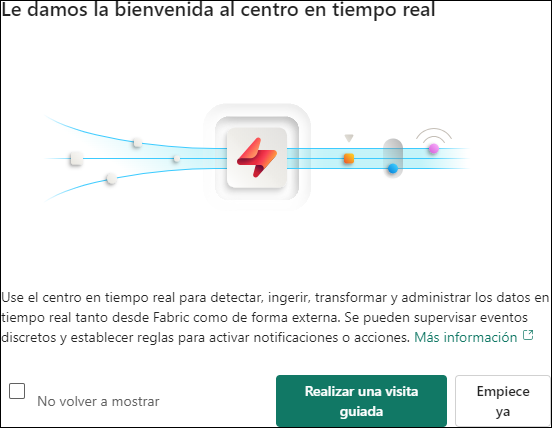 Le damos la bienvenida al centro en tiempo real
Use el centro en tiempo real para detectar, ingerir, transformar y administrar los datos en
tiempo real tanto desde Fabric como de forma externa. Se pueden supervisar eventos
discretos y establecer reglas para activar notificaciones o acciones. Más información
No volver a mostrar
Realizar una visita
guiada
Empiece
ya